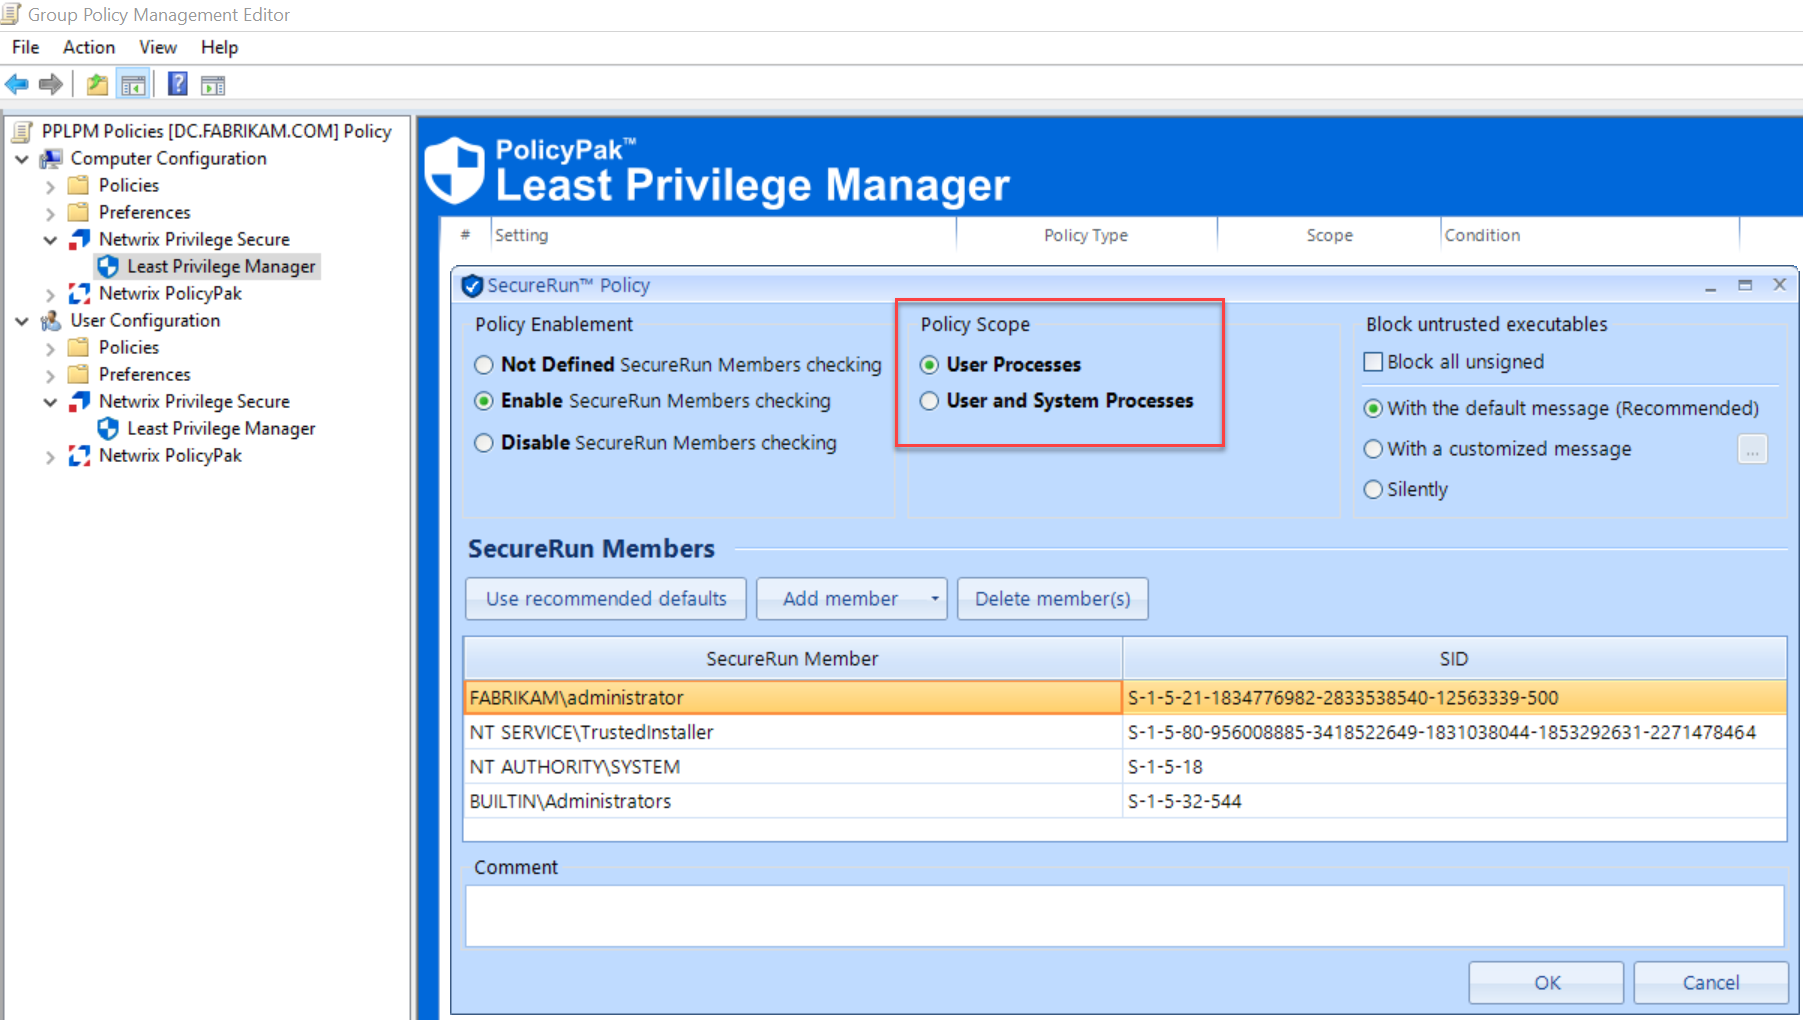 Group Policy Management Editor
File Action View Help
PPLPM Policies [DC.FABRIKAM.COM] Policy
Computer Configuration
Policies
Preferences
Netwrix Privilege Secure
Least Privilege Manager
Netwrix PolicyPak
User Configuration
Policies
Preferences
Netwrix Privilege Secure
Least Privilege Manager
Netwrix PolicyPak
PolicyPak™
Least Privilege Manager
# Setting Policy Type Scope Condition
SecureRun™ Policy
Policy Enablement
Not Defined SecureRun Members checking
Enable SecureRun Members checking
Disable SecureRun Members checking
Policy Scope
User Processes
User and System Processes
Block untrusted executables
Block all unsigned
With the default message (Recommended)
With a customized message ...
Silently
SecureRun Members
Use recommended defaults Add member Delete member(s)
SecureRun Member SID
FABRIKAM\administrator S-1-5-21-1834776982-2833538540-12563339-500
NT SERVICE\TrustedInstaller S-1-5-80-956008885-3418522649-1831038044-1853292631-2271478464
NT AUTHORITY\SYSTEM S-1-5-18
BUILTIN\Administrators S-1-5-32-544
Comment
OK Cancel